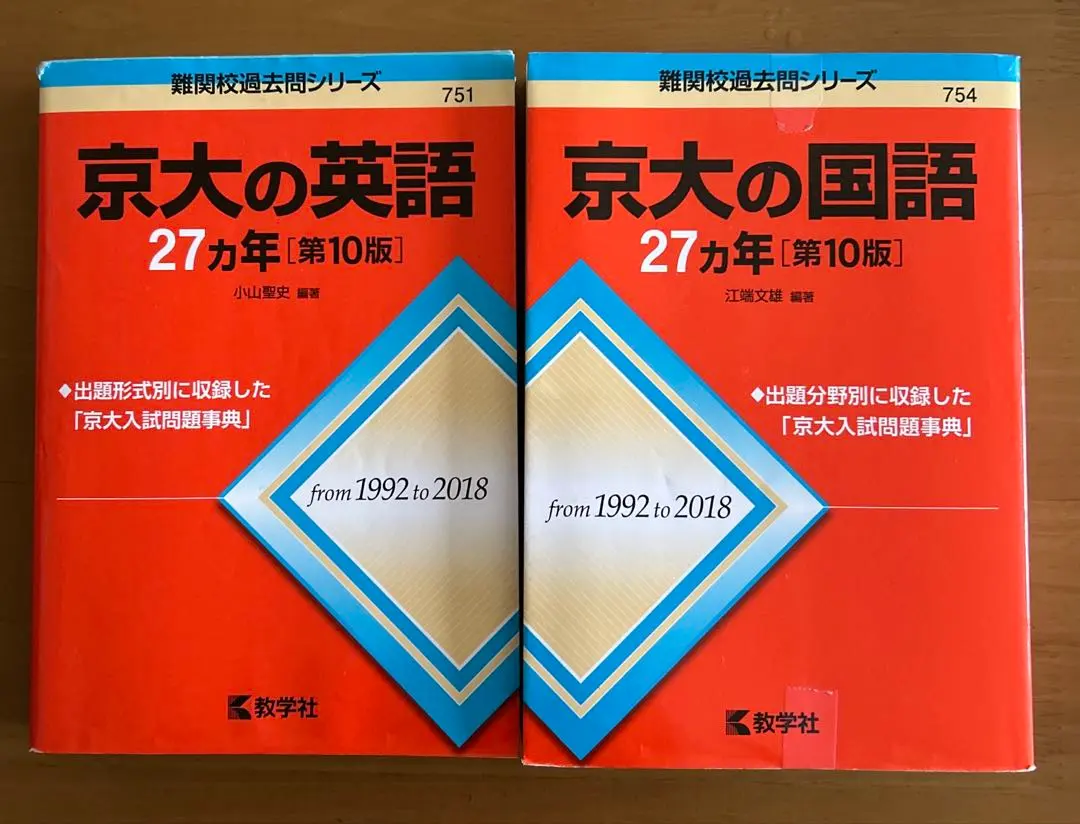 難関校過去問シリーズ
751
京大の英語
27ヵ年[第10版]
小山聖史 編著
◆出題形式別に収録した
「京大入試問題事典」
from 1992 to 2018
教学社
難関校過去問シリーズ
754
京大の国語
27ヵ年[第10版]
江端文雄 編著
◆出題分野別に収録した
「京大入試問題事典」
from 1992 to 2018
教学社